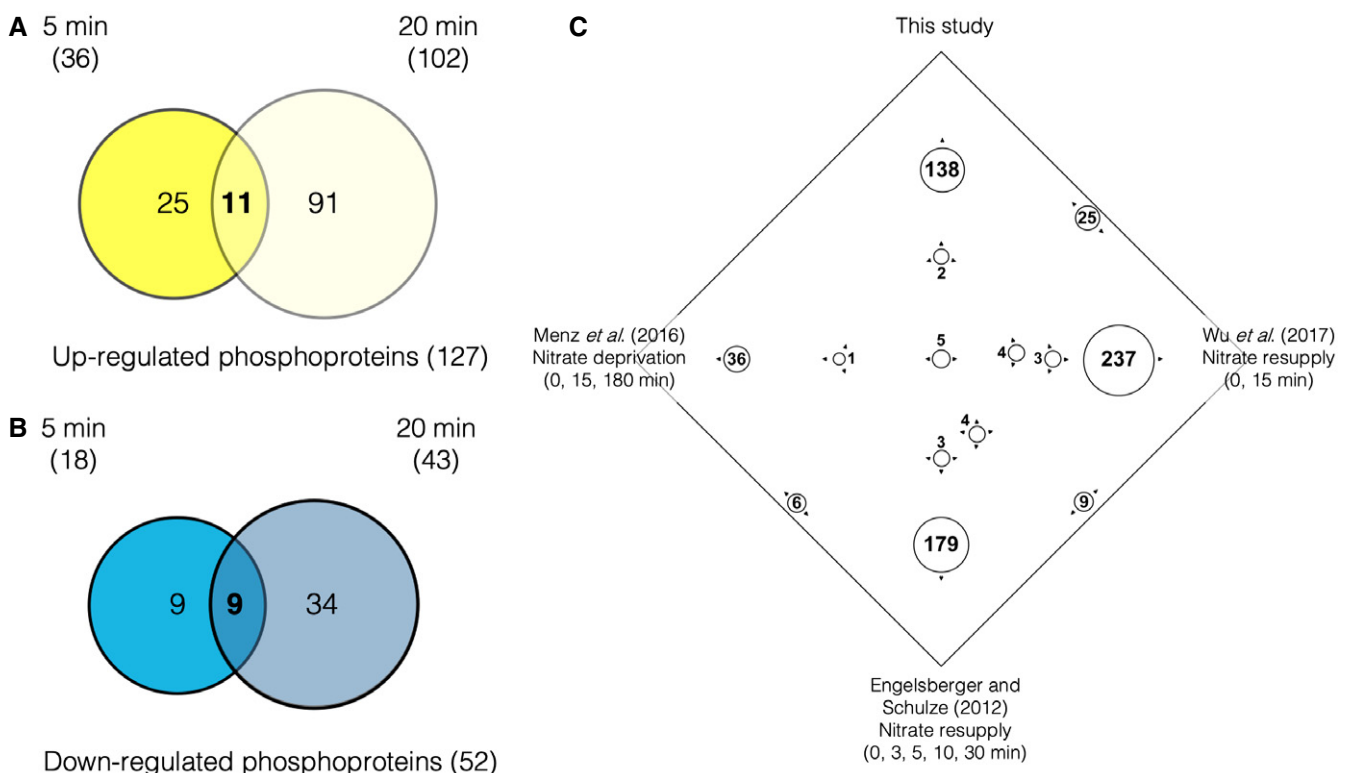 A
5 min
(36)
20 min
(102)
25
11
91
Up-regulated phosphoproteins (127)
B
5 min
(18)
20 min
(43)
9
9
34
Down-regulated phosphoproteins (52)
C
This study
138
25
2
Menz et al. (2016)
Nitrate deprivation
(0, 15, 180 min)
36
1
5
4
3
237
Wu et al. (2017)
Nitrate resupply
(0, 15 min)
4
3
6
9
179
Engelsberger and
Schulze (2012)
Nitrate resupply
(0, 3, 5, 10, 30 min)